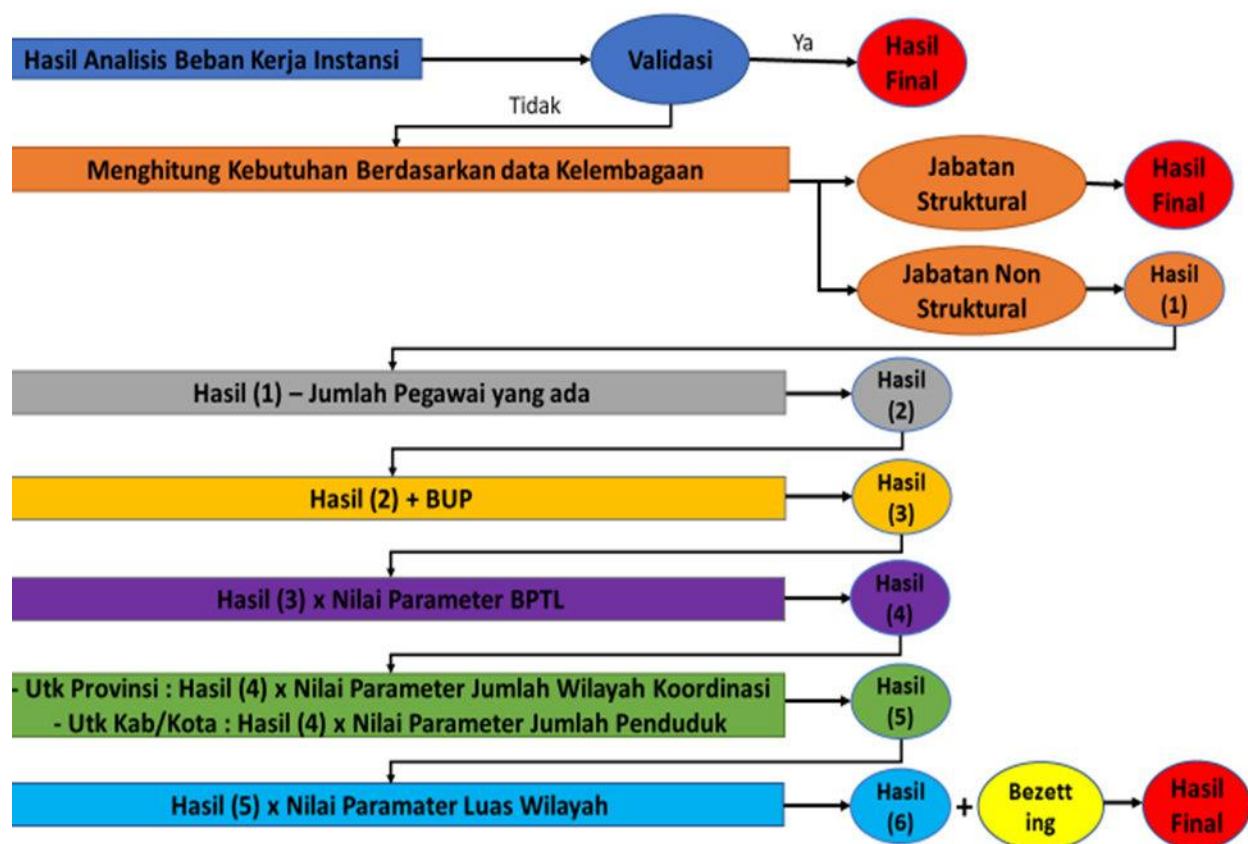 Hasil Analisis Beban Kerja Instansi
Validasi
Ya
Hasil
Final
Tidak
Menghitung Kebutuhan Berdasarkan data Kelembagaan
Jabatan
Struktural
Hasil
Final
Jabatan Non
Struktural
Hasil
(1)
Hasil (1) – Jumlah Pegawai yang ada
Hasil
(2)
Hasil (2) + BUP
Hasil
(3)
Hasil (3) x Nilai Parameter BPTL
Hasil
(4)
- Utk Provinsi : Hasil (4) x Nilai Parameter Jumlah Wilayah Koordinasi
- Utk Kab/Kota : Hasil (4) x Nilai Parameter Jumlah Penduduk
Hasil
(5)
Hasil (5) x Nilai Paramater Luas Wilayah
Hasil
(6)
+
Bezett
ing
Hasil
Final